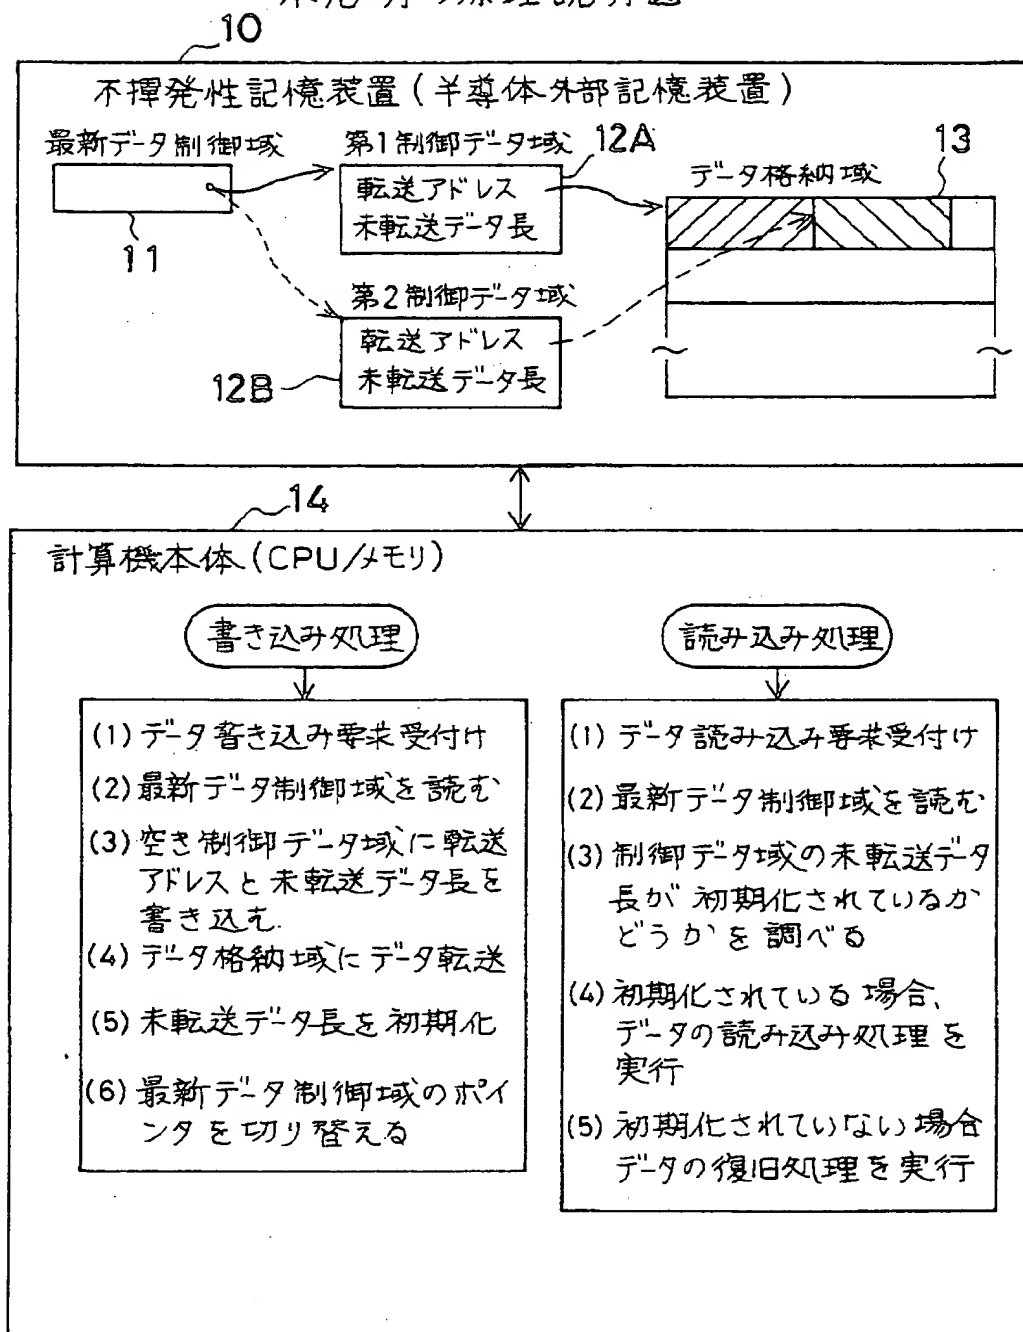 10
不揮発性記憶装置(半導体外部記憶装置)
最新データ制御域
第1制御データ域
12A
データ格納域
13
転送アドレス
未転送データ長
11
第2制御データ域
転送アドレス
未転送データ長
12B
14
計算機本体(CPU/メモリ)
書き込み処理
(1)データ書き込み要求受付け
(2)最新データ制御域を読む
(3)空き制御データ域に転送
アドレスと未転送データ長を
書き込む.
(4)データ格納域にデータ転送
(5)未転送データ長を初期化
(6)最新データ制御域のポイ
ンタを切り替える
読み込み処理
(1)データ読み込み要求受付け
(2)最新データ制御域を読む
(3)制御データ域の未転送データ
長が初期化されているか
どうかを調べる
(4)初期化されている場合、
データの読み込み処理を
実行
(5)初期化されていない場合
データの復旧処理を実行